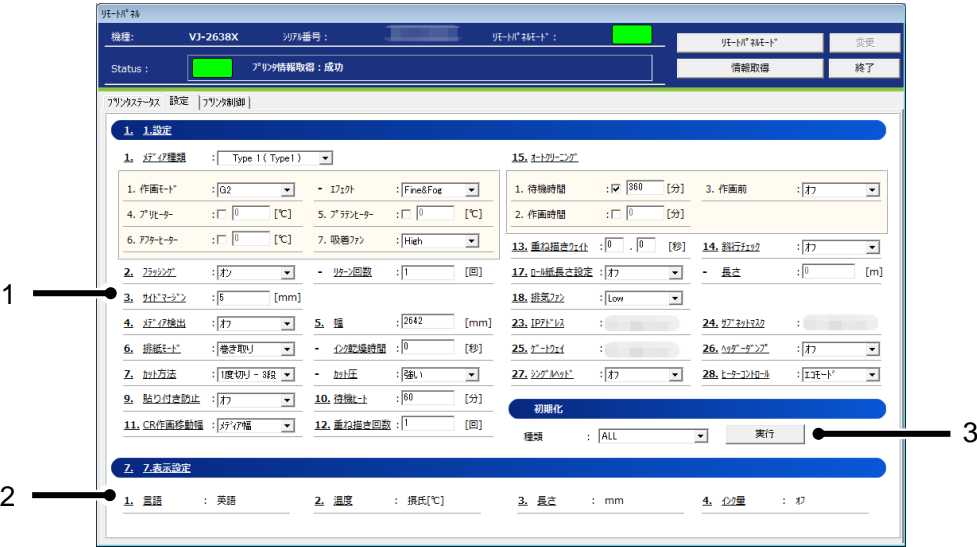 リモートパネル
機種: VJ-2638X シリアル番号: リモートパネルモード:
リモートパネルモード 変更
Status: プリンタ情報取得:成功
情報取得 終了
プリンタステータス 設定 プリンタ制御
1. 1.設定
1. メディア種類 : Type 1 ( Type1 )
15. オートクリーニング
1. 作画モード :G2 - エフェクト :Fine&Fog
1. 待機時間 : 360 [分] 3. 作画前 :オフ
4. プリヒーター : 0 [℃] 5. プラテンヒーター : 0 [℃]
2. 作画時間 : 0 [分]
6. アフターヒーター : 0 [℃] 7. 吸着ファン :High
13. 重ね描きウェイト :0 . 0 [秒] 14. 斜行チェック :オフ
2. フラッシング :オン - リターン回数 :1 [回]
17. ロール紙長さ設定 :オフ - 長さ :0 [m]
1
3. サイドマージン :5 [mm]
18. 排気ファン :Low
4. メディア検出 :オフ 5. 幅 :2642 [mm]
23. IPアドレス : 24. サブネットマスク :
6. 排紙モード :巻き取り - インク乾燥時間 :0 [秒]
25. ゲートウェイ : 26. ヘッダーダンプ :オフ
7. カット方法 :1度切り - 3段 - カット圧 :強い
27. シングルヘッド :オフ 28. ヒーターコントロール :エコモード
9. 貼り付き防止 :オフ 10. 待機ヒート :60 [分]
初期化
11. CR作画移動幅 :メディア幅 12. 重ね描き回数 :1 [回]
種類 : ALL 実行
3
7. 7.表示設定
2
1. 言語 : 英語 2. 温度 : 摂氏[℃] 3. 長さ : mm 4. インク量 : オフ